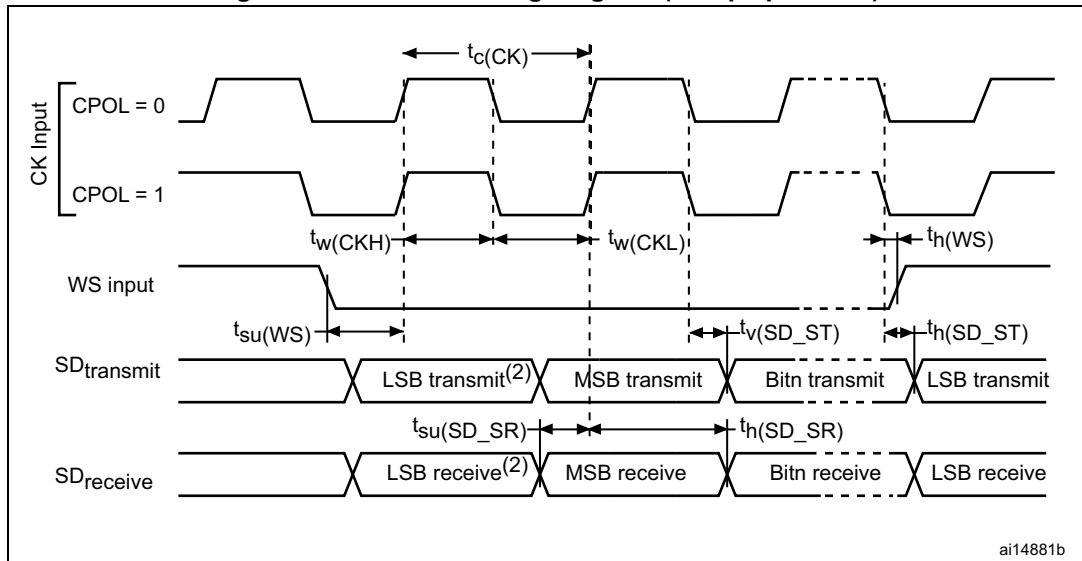 tc(CK)
CK Input
CPOL = 0
CPOL = 1
tw(CKH)
tw(CKL)
th(WS)
WS input
tsu(WS)
tv(SD_ST)
th(SD_ST)
SDtransmit
LSB transmit(2)
MSB transmit
Bitn transmit
LSB transmit
tsu(SD_SR)
th(SD_SR)
SDreceive
LSB receive(2)
MSB receive
Bitn receive
LSB receive
ai14881b